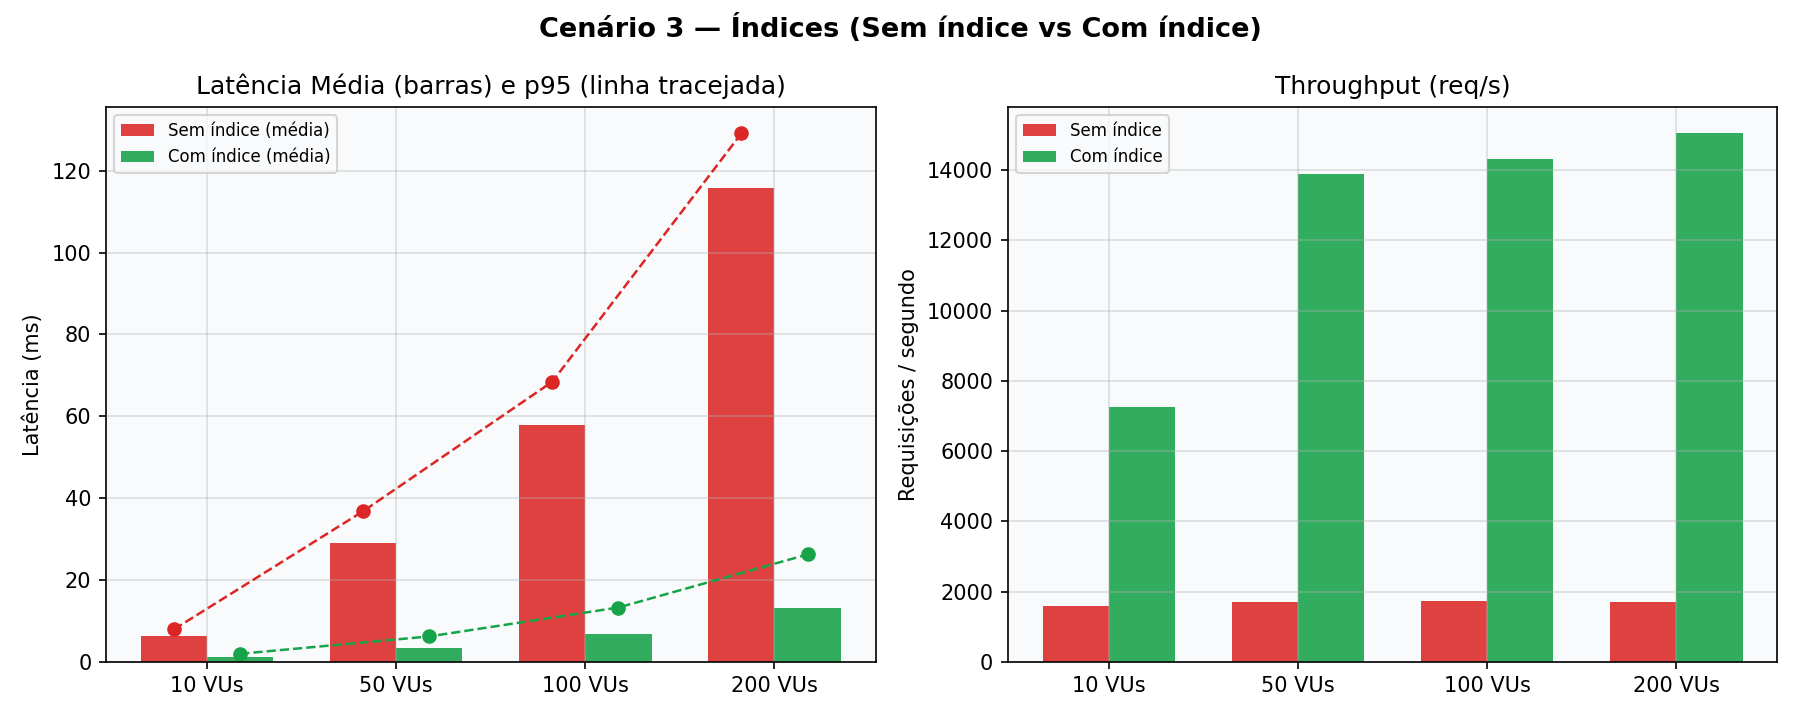 Cenário 3 — Índices (Sem índice vs Com índice)
Latência Média (barras) e p95 (linha tracejada)
Sem índice (média)
Com índice (média)
Latência (ms)
120
100
80
60
40
20
0
10 VUs
50 VUs
100 VUs
200 VUs
Throughput (req/s)
Sem índice
Com índice
Requisições / segundo
14000
12000
10000
8000
6000
4000
2000
0
10 VUs
50 VUs
100 VUs
200 VUs